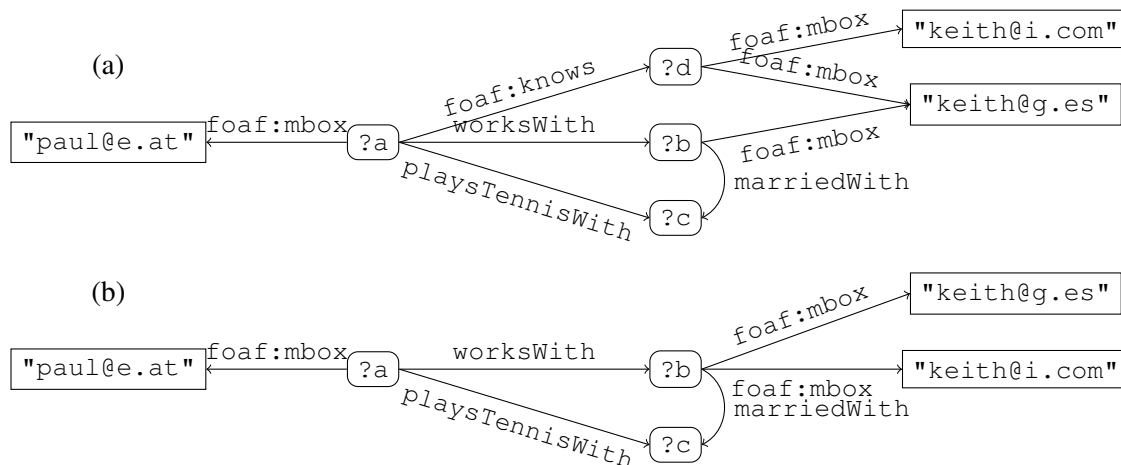 foaf:mbox "keith@i.com"
(a) foaf:knows ?d foaf:mbox
"keith@g.es"
"paul@e.at" foaf:mbox ?a worksWith ?b foaf:mbox
playsTennisWith marriedWith
?c
(b) foaf:mbox "keith@g.es"
"paul@e.at" foaf:mbox ?a worksWith ?b "keith@i.com"
playsTennisWith foaf:mbox
marriedWith
?c